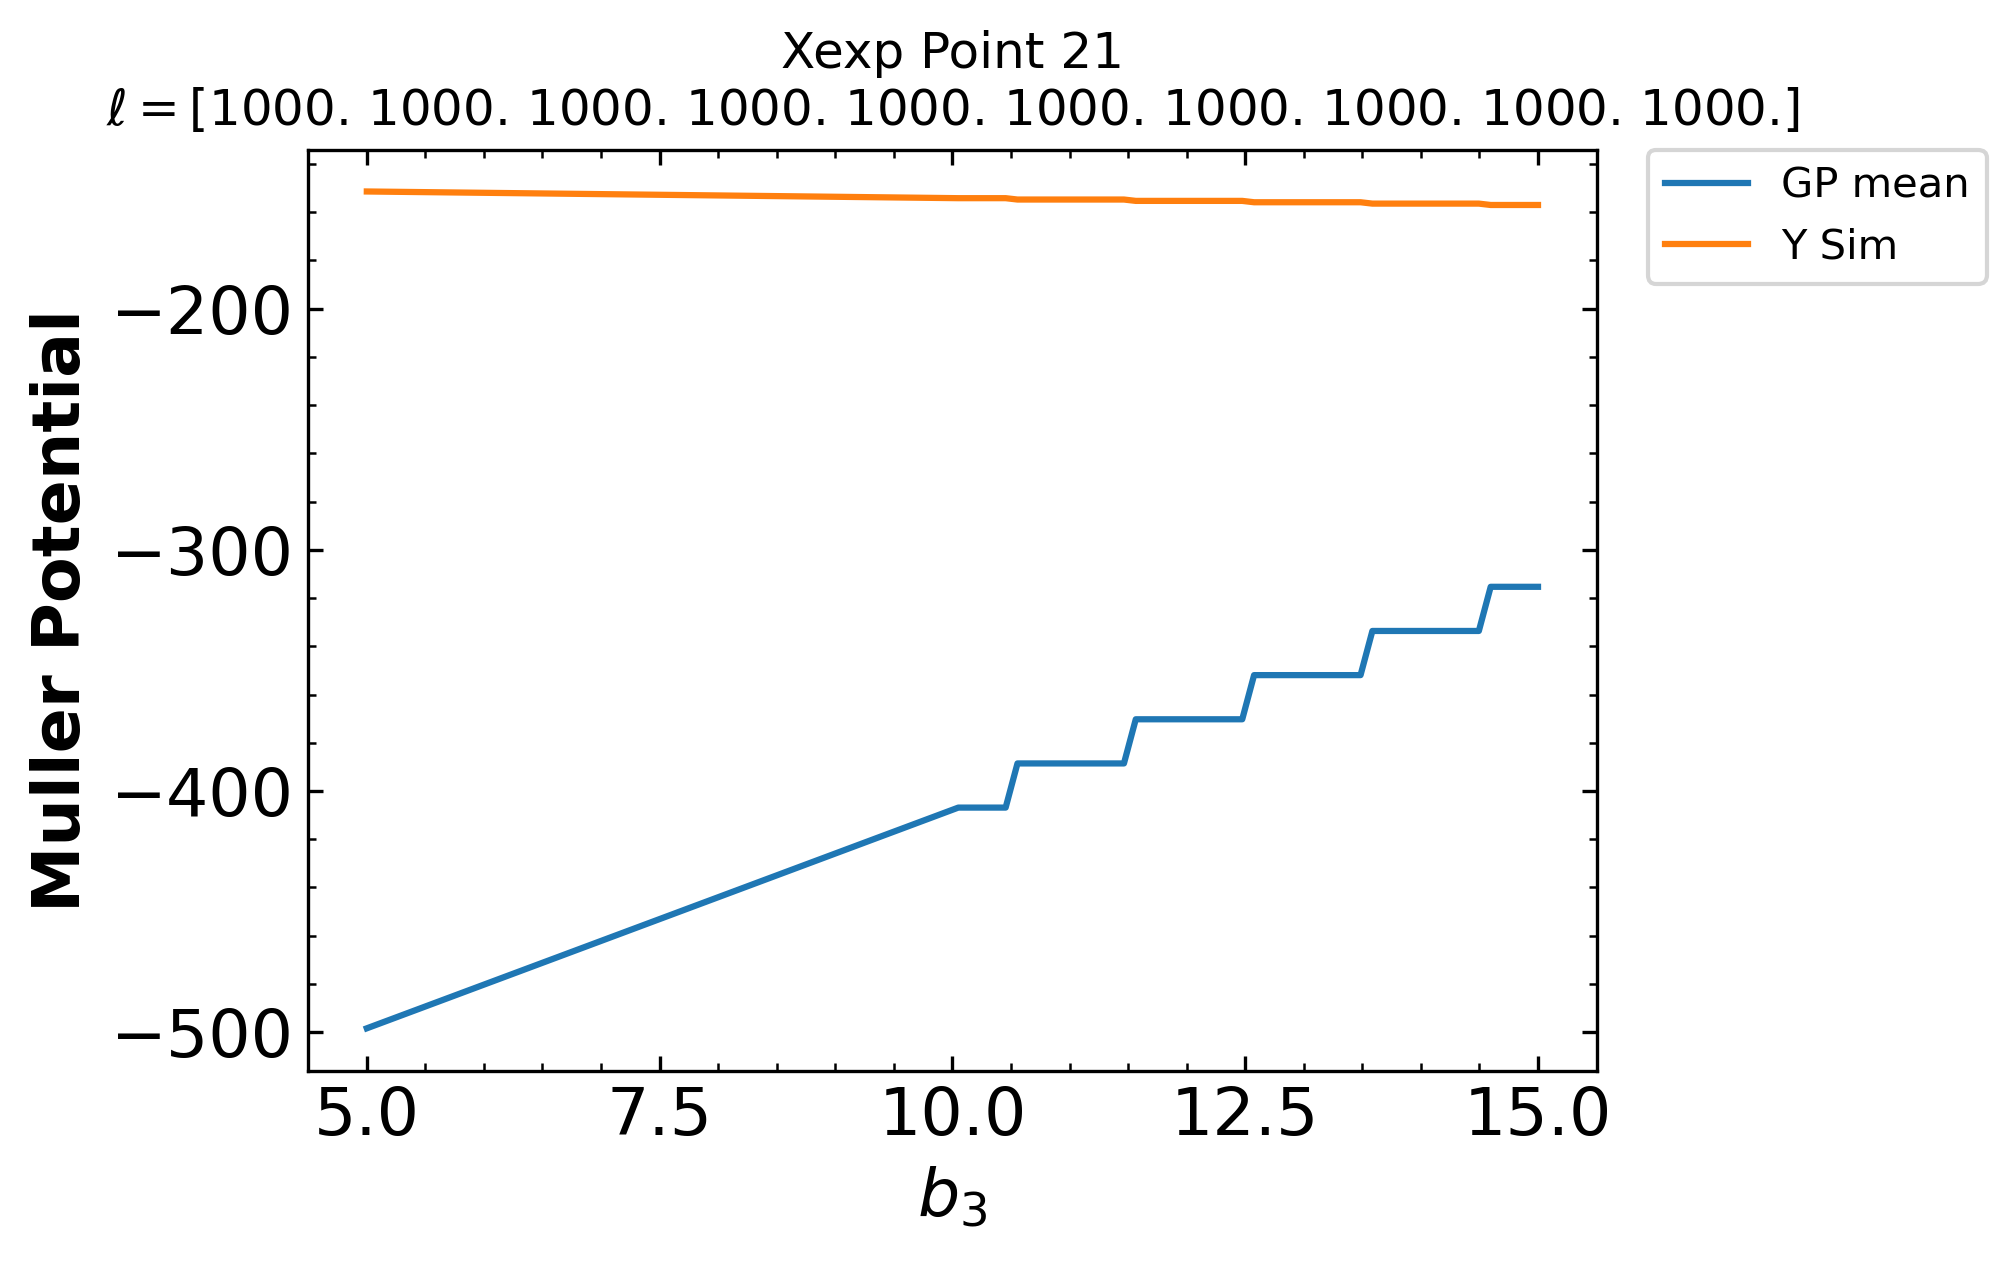 Xexp Point 21
ℓ = [1000. 1000. 1000. 1000. 1000. 1000. 1000. 1000. 1000. 1000.]
GP mean
Y Sim
Muller Potential
−200
−300
−400
−500
5.0 7.5 10.0 12.5 15.0
b₃